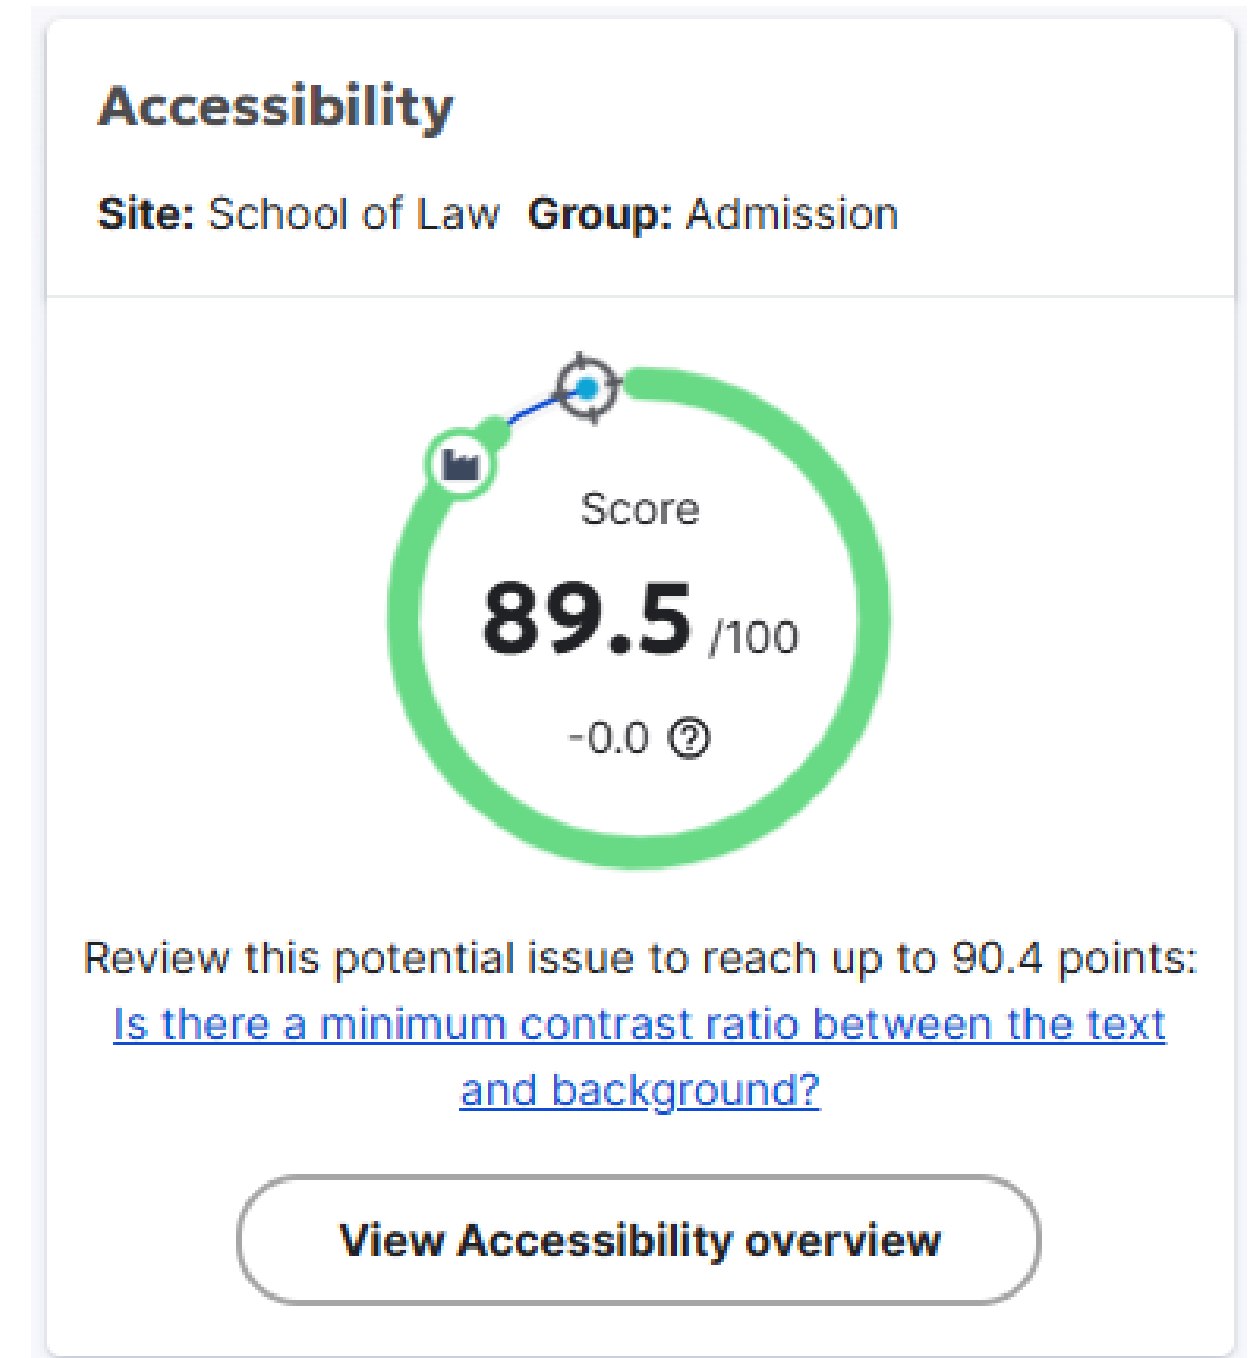 Accessibility
Site: School of Law Group: Admission
Score
89.5 /100
-0.0 ?
Review this potential issue to reach up to 90.4 points:
Is there a minimum contrast ratio between the text
and background?
View Accessibility overview